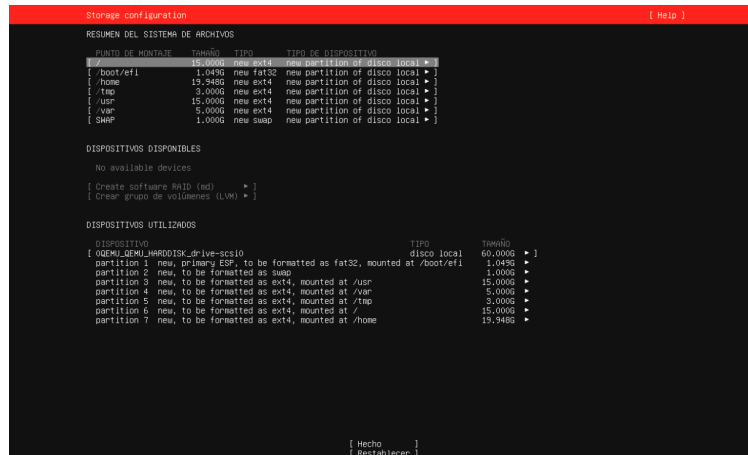 Storage configuration [ Help ]
RESUMEN DEL SISTEMA DE ARCHIVOS
PUNTO DE MONTAJE TAMAÑO TIPO TIPO DE DISPOSITIVO
[ / 15.000G new ext4 new partition of disco local ▸ ]
[ /boot/efi 1.049G new fat32 new partition of disco local ▸ ]
[ /home 19.948G new ext4 new partition of disco local ▸ ]
[ /tmp 3.000G new ext4 new partition of disco local ▸ ]
[ /usr 15.000G new ext4 new partition of disco local ▸ ]
[ /var 5.000G new ext4 new partition of disco local ▸ ]
[ SWAP 1.000G new swap new partition of disco local ▸ ]
DISPOSITIVOS DISPONIBLES
No available devices
[ Create software RAID (md) ▸ ]
[ Crear grupo de volúmenes (LVM) ▸ ]
DISPOSITIVOS UTILIZADOS
DISPOSITIVO TIPO TAMAÑO
[ 0QEMU_QEMU_HARDDISK_drive-scsi0 disco local 60.000G ▸ ]
partition 1 new, primary ESP, to be formatted as fat32, mounted at /boot/efi 1.049G ▸
partition 2 new, to be formatted as swap 1.000G ▸
partition 3 new, to be formatted as ext4, mounted at /usr 15.000G ▸
partition 4 new, to be formatted as ext4, mounted at /var 5.000G ▸
partition 5 new, to be formatted as ext4, mounted at /tmp 3.000G ▸
partition 6 new, to be formatted as ext4, mounted at / 15.000G ▸
partition 7 new, to be formatted as ext4, mounted at /home 19.948G ▸
[ Hecho ]
[ Restablecer ]